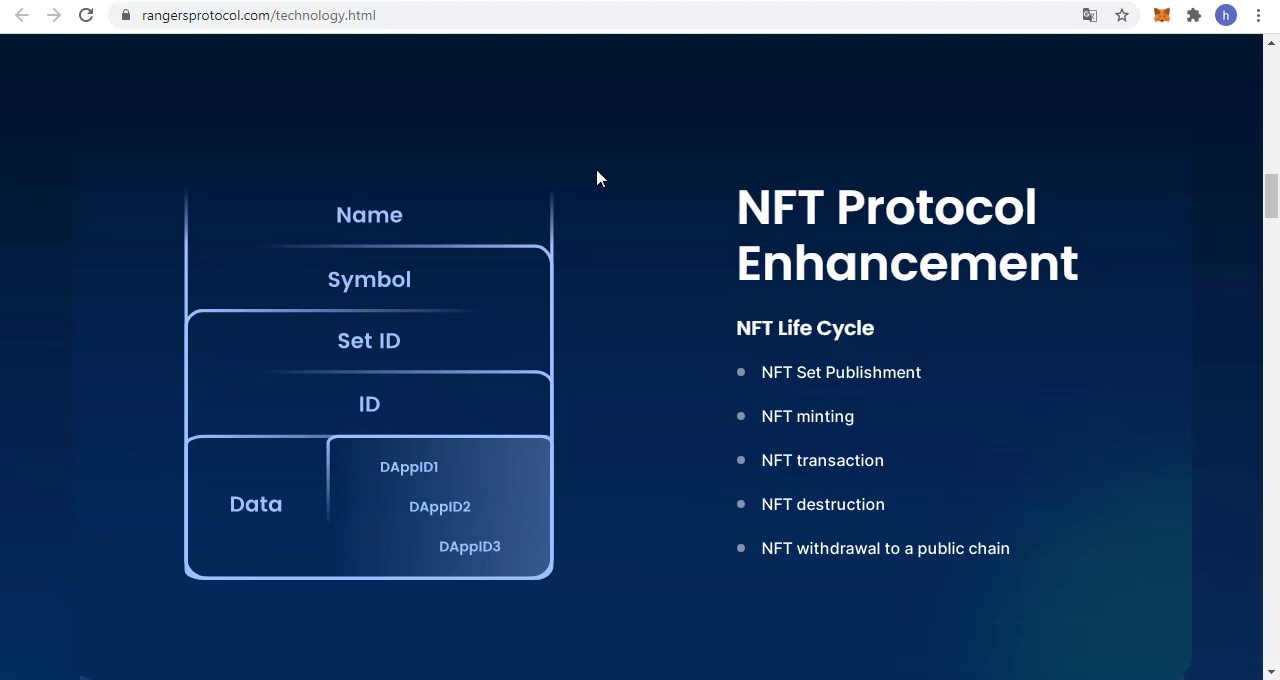 rangersprotocol.com/technology.html
h
Name
Symbol
Set ID
ID
Data
DAppID1
DAppID2
DAppID3
NFT Protocol
Enhancement
NFT Life Cycle
NFT Set Publishment
NFT minting
NFT transaction
NFT destruction
NFT withdrawal to a public chain